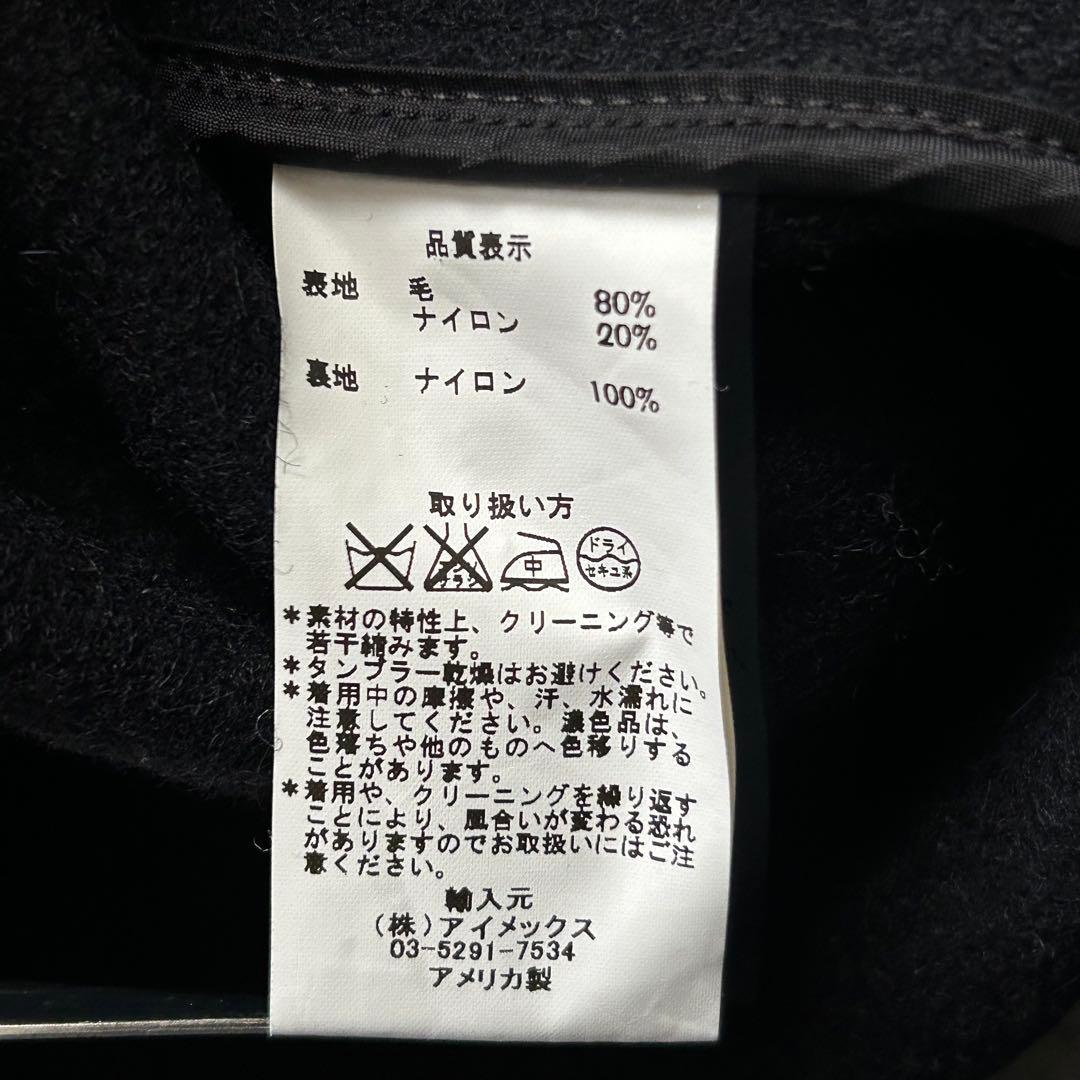 品質表示
表地 毛 80%
ナイロン 20%
裏地 ナイロン 100%
取り扱い方
エンソサラシ 中 ドライ セキユ系
*素材の特性上、クリーニング等で
若干縮みます。
*タンブラー乾燥はお避けください。
*着用中の摩擦や、汗、水濡れに
注意してください。濃色品は、
色落ちや他のものへ色移りする
ことがあります。
*着用や、クリーニングを繰り返す
ことにより、風合いが変わる恐れ
がありますのでお取扱いにはご注
意ください。
輸入元
(株)アイメックス
03-5291-7534
アメリカ製